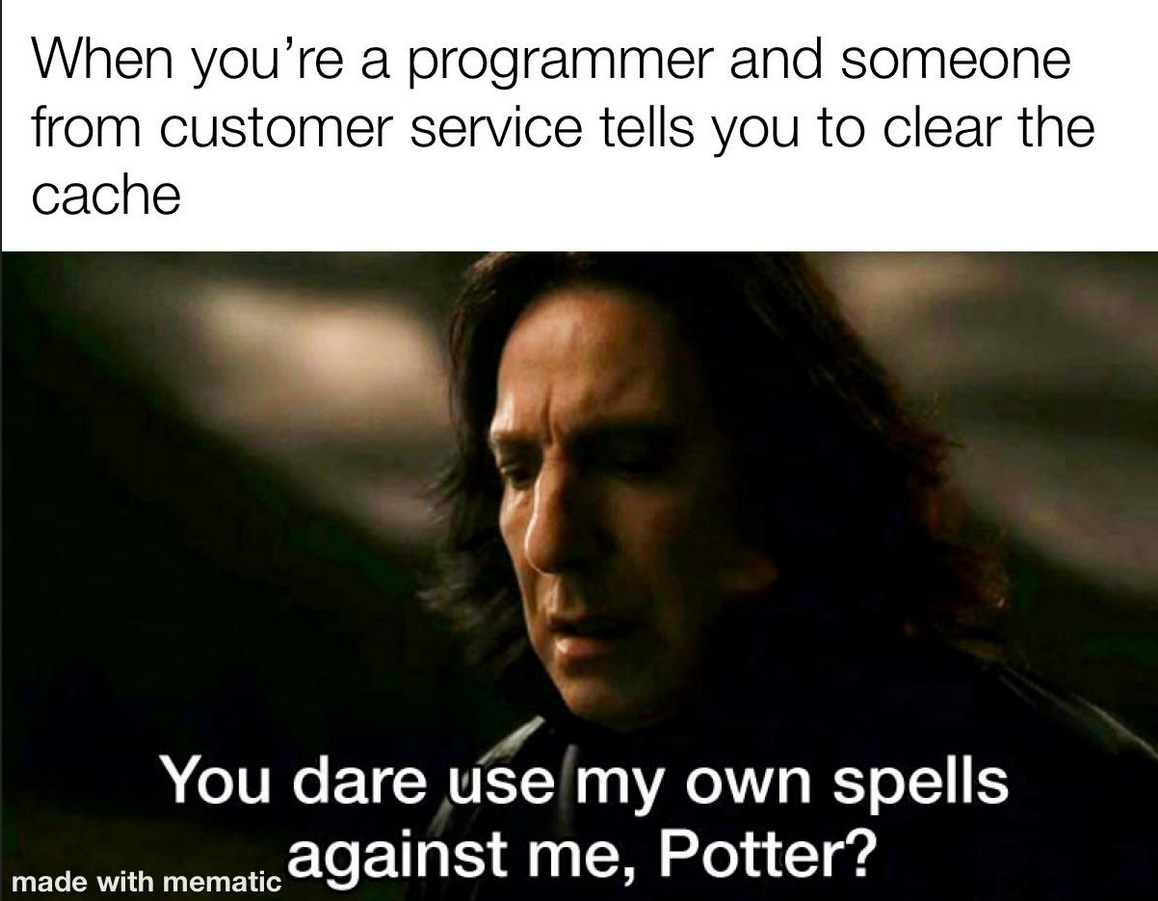 When you’re a programmer and someone
from customer service tells you to clear the
cache
You dare use my own spells
against me, Potter?
made with mematic